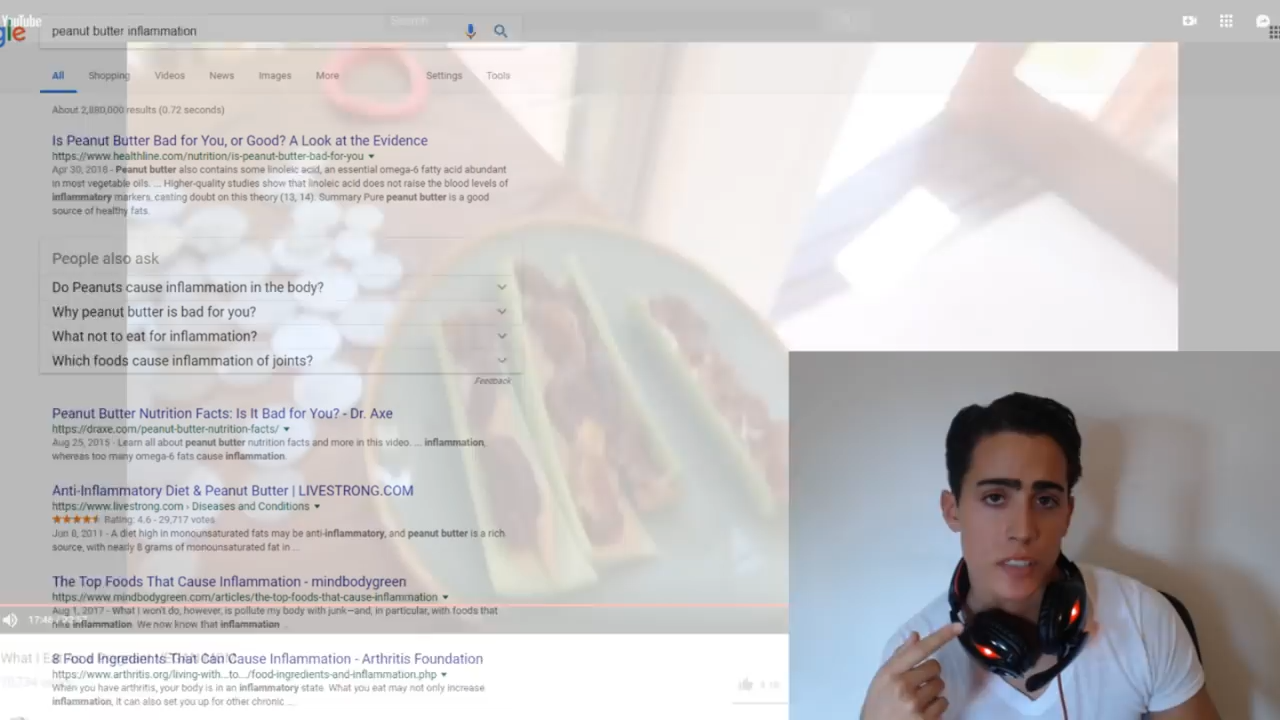 YouTube
Search
gle
peanut butter inflammation
All Shopping Videos News Images More Settings Tools
About 2,880,000 results (0.72 seconds)
Is Peanut Butter Bad for You, or Good? A Look at the Evidence
https://www.healthline.com/nutrition/is-peanut-butter-bad-for-you
Apr 30, 2018 - Peanut butter also contains some linoleic acid, an essential omega-6 fatty acid abundant
in most vegetable oils. ... Higher-quality studies show that linoleic acid does not raise the blood levels of
inflammatory markers, casting doubt on this theory (13, 14). Summary Pure peanut butter is a good
source of healthy fats.
People also ask
Do Peanuts cause inflammation in the body?
Why peanut butter is bad for you?
What not to eat for inflammation?
Which foods cause inflammation of joints?
Feedback
Peanut Butter Nutrition Facts: Is It Bad for You? - Dr. Axe
https://draxe.com/peanut-butter-nutrition-facts/
Aug 25, 2015 - Learn all about peanut butter nutrition facts and more in this video. ... inflammation,
whereas too many omega-6 fats cause inflammation.
Anti-Inflammatory Diet & Peanut Butter | LIVESTRONG.COM
https://www.livestrong.com › Diseases and Conditions
Rating: 4.6 - 29,717 votes
Jun 8, 2011 - A diet high in monounsaturated fats may be anti-inflammatory, and peanut butter is a rich
source, with nearly 8 grams of monounsaturated fat in ...
The Top Foods That Cause Inflammation - mindbodygreen
https://www.mindbodygreen.com/articles/the-top-foods-that-cause-inflammation
Aug 1, 2017 - What I won't do, however, is pollute my body with junk—and, in particular, with foods that
hike inflammation. We now know that inflammation ...
17:46
What I
8 Food Ingredients That Can Cause Inflammation - Arthritis Foundation
https://www.arthritis.org/living-with...to.../food-ingredients-and-inflammation.php
When you have arthritis, your body is in an inflammatory state. What you eat may not only increase
inflammation, it can also set you up for other chronic ...